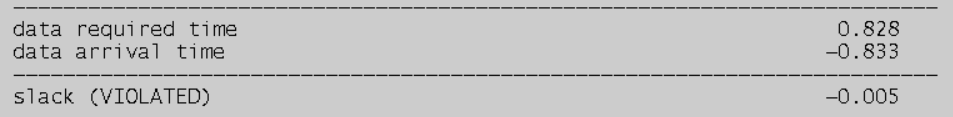 data required time 0.828
data arrival time -0.833
slack (VIOLATED) -0.005